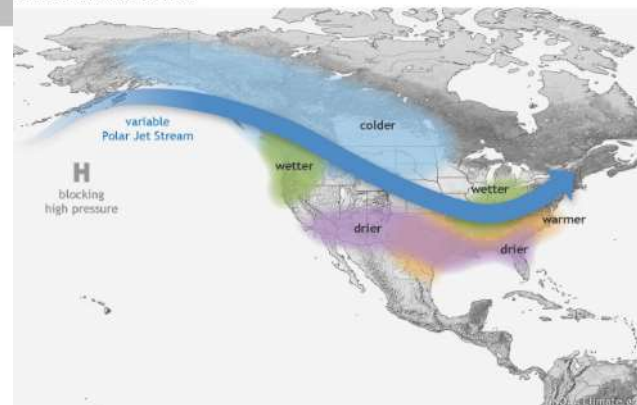 colder
variable
Polar Jet Stream
wetter
wetter
H
blocking
high pressure
warmer
drier
drier